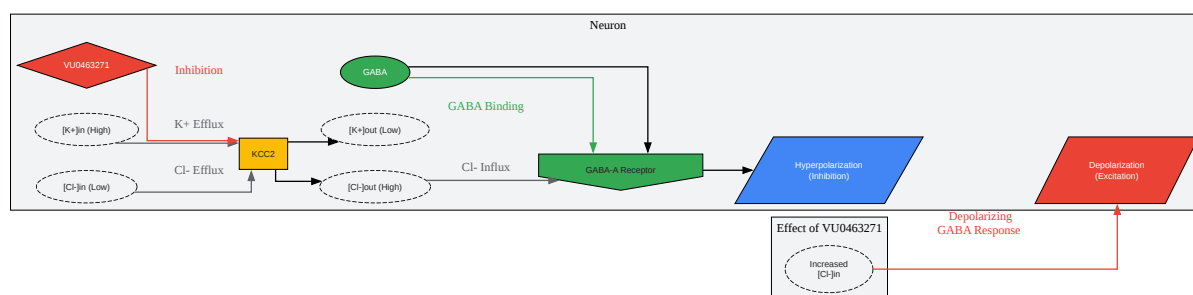 Neuron
VU0463271
Inhibition
GABA
GABA Binding
[K+]in (High)
K+ Efflux
[K+]out (Low)
KCC2
[Cl-]in (Low)
Cl- Efflux
[Cl-]out (High)
Cl- Influx
GABA-A Receptor
Hyperpolarization
(Inhibition)
Depolarization
(Excitation)
Depolarizing
GABA Response
Effect of VU0463271
Increased
[Cl-]in